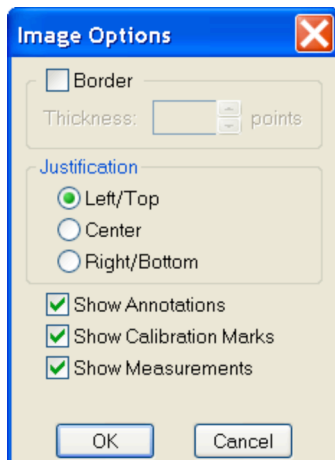 Image Options
Border
Thickness: points
Justification
Left/Top
Center
Right/Bottom
Show Annotations
Show Calibration Marks
Show Measurements
OK Cancel